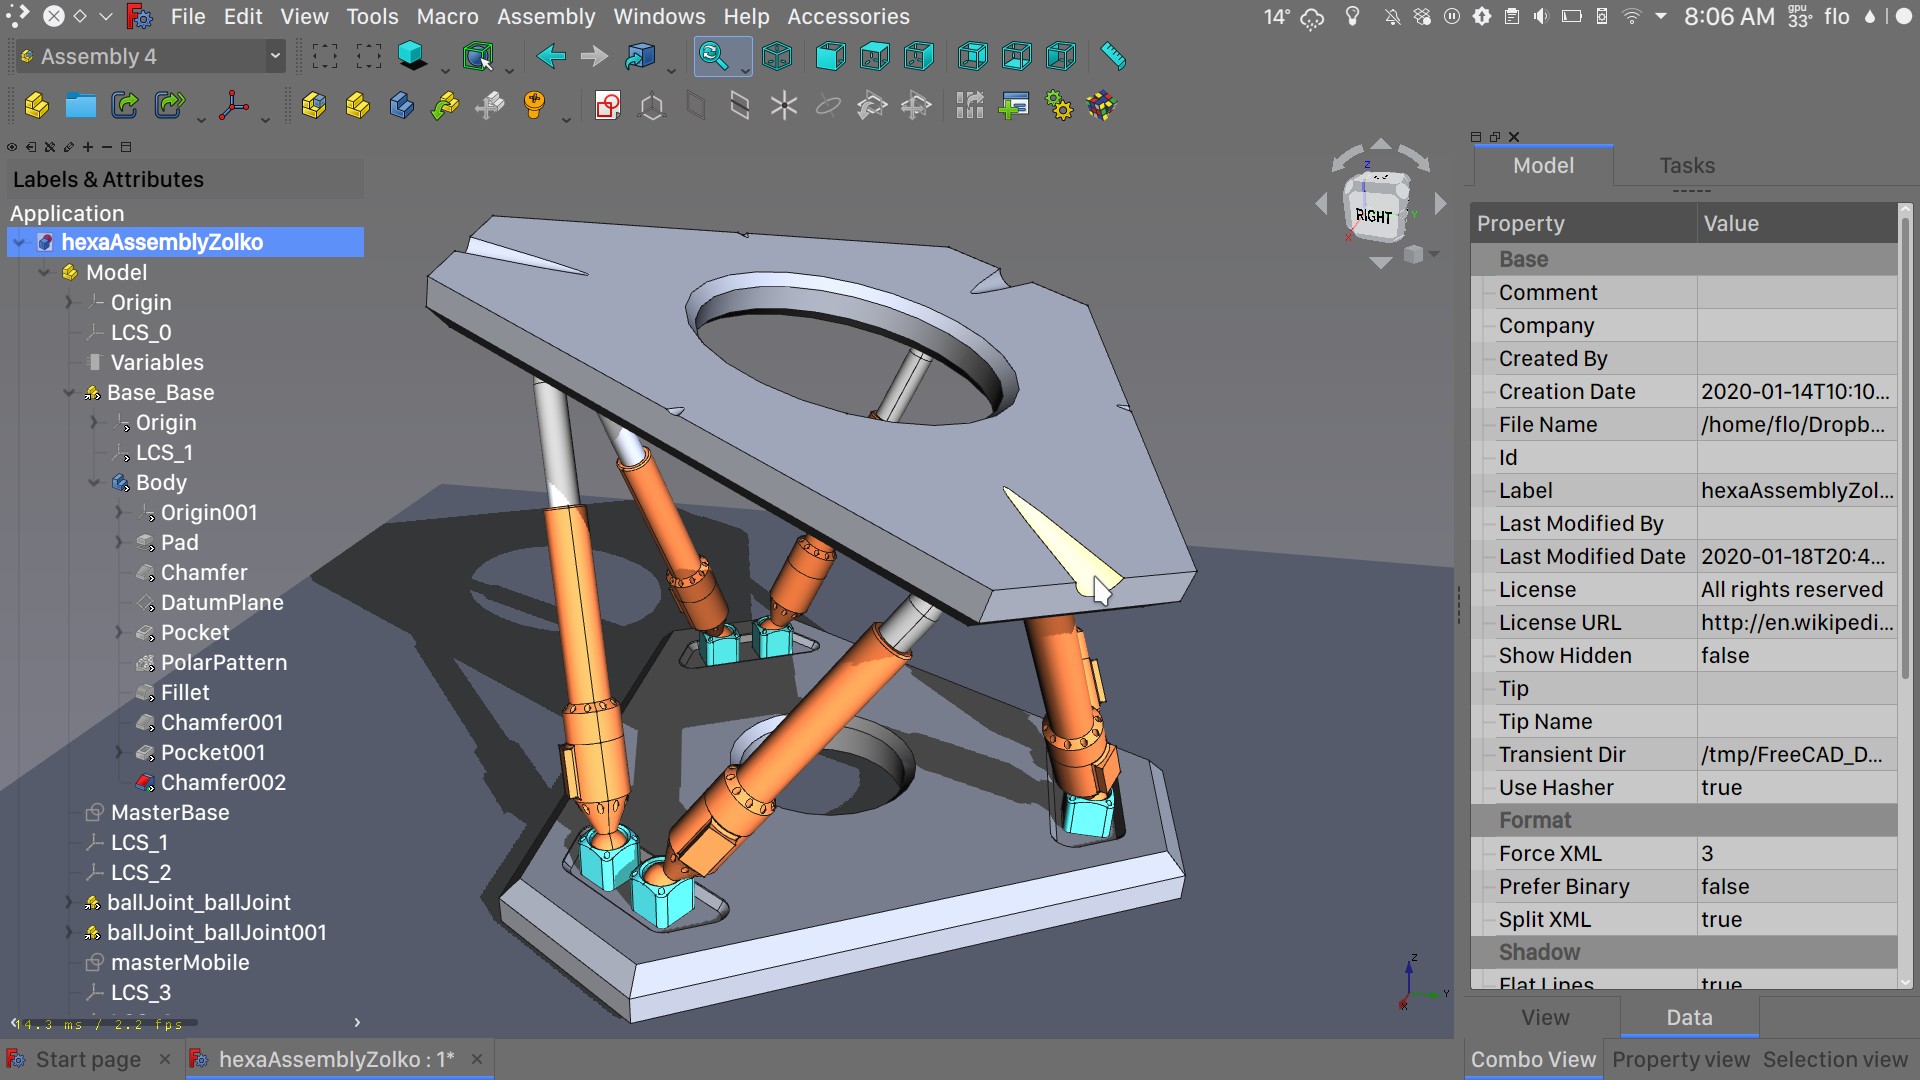 File Edit View Tools Macro Assembly Windows Help Accessories
14° gpu 33° 8:06 AM flo
Assembly 4
Labels & Attributes
Application
hexaAssemblyZolko
Model
Origin
LCS_0
Variables
Base_Base
Origin
LCS_1
Body
Origin001
Pad
Chamfer
DatumPlane
Pocket
PolarPattern
Fillet
Chamfer001
Pocket001
Chamfer002
MasterBase
LCS_1
LCS_2
ballJoint_ballJoint
ballJoint_ballJoint001
masterMobile
LCS_3
14.3 ms / 2.2 fps
Z
RIGHT
Y
X
Z
Y
X
Model Tasks
Property Value
Base
Comment
Company
Created By
Creation Date 2020-01-14T10:10...
File Name /home/flo/Dropb...
Id
Label hexaAssemblyZol...
Last Modified By
Last Modified Date 2020-01-18T20:4...
License All rights reserved
License URL http://en.wikipedi...
Show Hidden false
Tip
Tip Name
Transient Dir /tmp/FreeCAD_D...
Use Hasher true
Format
Force XML 3
Prefer Binary false
Split XML true
Shadow
Flat Lines true
View Data
Start page hexaAssemblyZolko : 1*
Combo View Property view Selection view